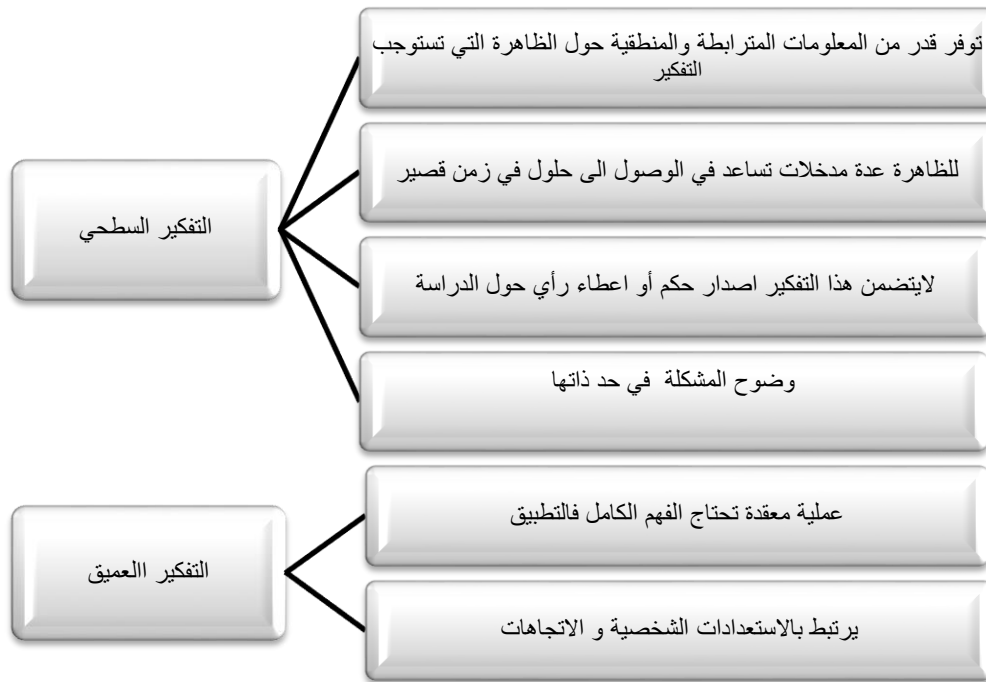 التفكير السطحي
توفر قدر من المعلومات المترابطة والمنطقية حول الظاهرة التي تستوجب
التفكير
للظاهرة عدة مدخلات تساعد في الوصول الى حلول في زمن قصير
لايتضمن هذا التفكير اصدار حكم أو اعطاء رأي حول الدراسة
وضوح المشكلة في حد ذاتها
التفكير االعميق
عملية معقدة تحتاج الفهم الكامل فالتطبيق
يرتبط بالاستعدادات الشخصية و الاتجاهات